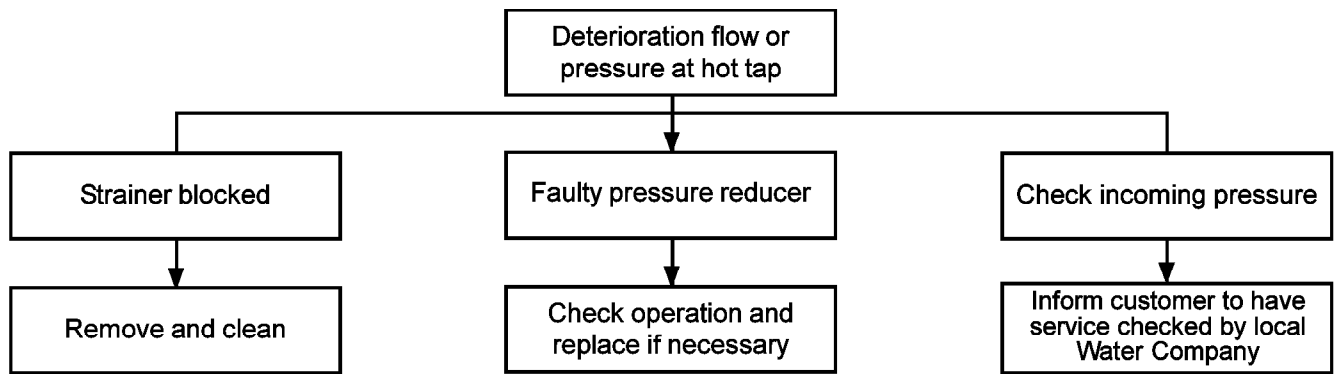 Deterioration flow or
pressure at hot tap
Strainer blocked
Faulty pressure reducer
Check incoming pressure
Remove and clean
Check operation and
replace if necessary
Inform customer to have
service checked by local
Water Company